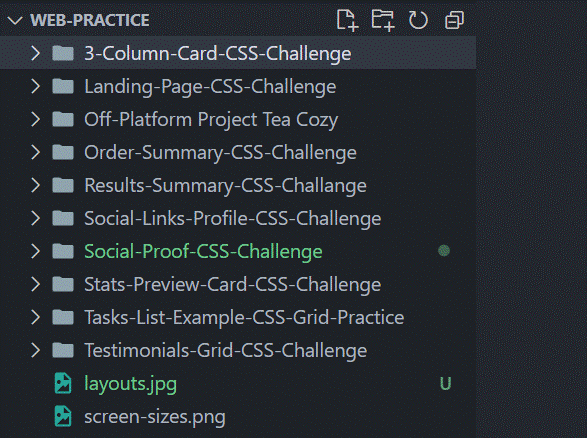 WEB-PRACTICE
3-Column-Card-CSS-Challenge
Landing-Page-CSS-Challenge
Off-Platform Project Tea Cozy
Order-Summary-CSS-Challenge
Results-Summary-CSS-Challange
Social-Links-Profile-CSS-Challenge
Social-Proof-CSS-Challenge
Stats-Preview-Card-CSS-Challenge
Tasks-List-Example-CSS-Grid-Practice
Testimonials-Grid-CSS-Challenge
layouts.jpg U
screen-sizes.png